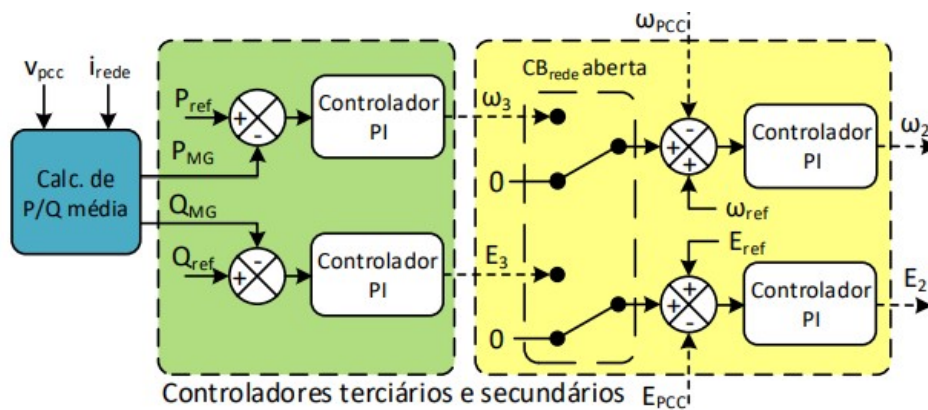 ω_PCC
v_pcc
i_rede
CB_rede aberta
P_ref
+
-
Controlador
PI
ω_3
-
+
+
Controlador
PI
ω_2
P_MG
0
Calc. de
P/Q média
ω_ref
Q_MG
-
+
Q_ref
Controlador
PI
E_3
E_ref
+
+
-
Controlador
PI
E_2
0
Controladores terciários e secundários
E_PCC